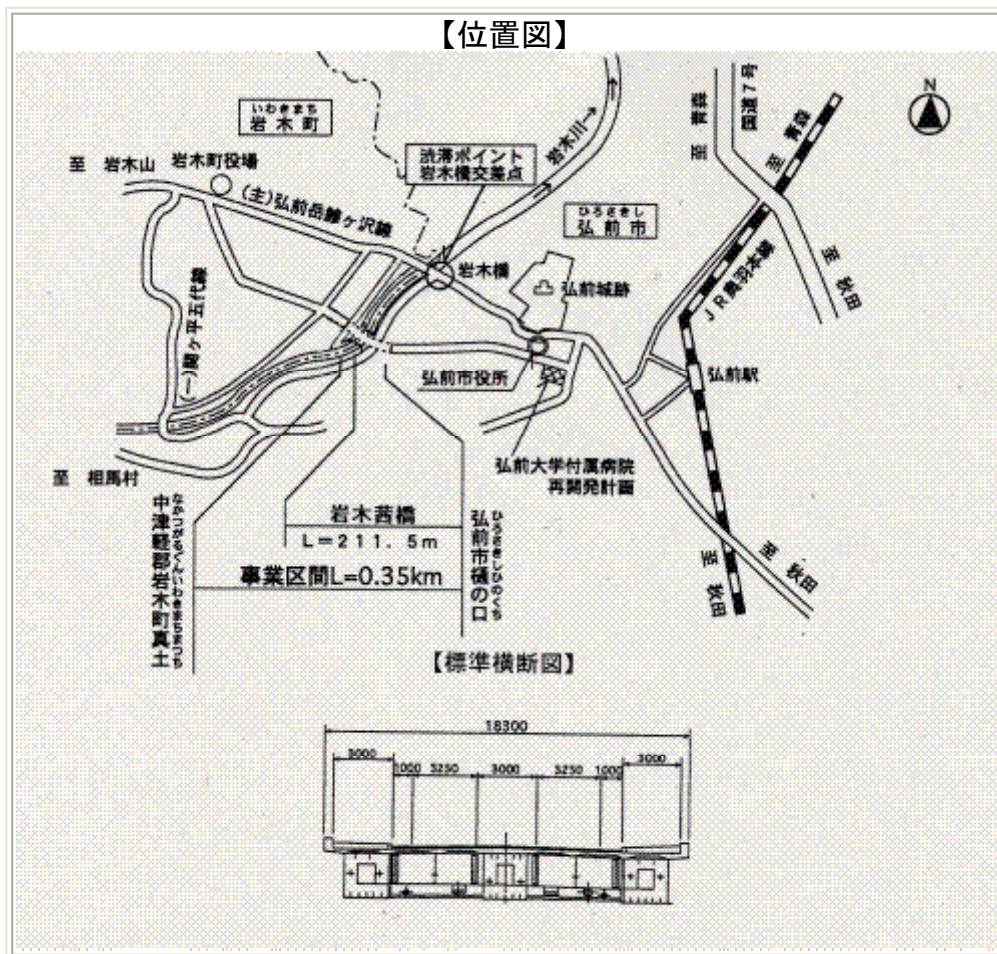 【位置図】
N
いわきまち
岩木町
至 岩木山
岩木町役場
渋滞ポイント
岩木橋交差点
岩木川→
至 青森
国道7号
至 青森
(主)弘前岳鰺ヶ沢線
ひろさきし
弘前市
岩木橋
弘前城跡
至 秋田
JR奥羽本線
(一)関ヶ平五代線
弘前市役所
弘前駅
弘前大学付属病院
再開発計画
至 相馬村
なかつがるぐんいわきまちまつち
中津軽郡岩木町真土
岩木茜橋
L=211.5m
事業区間L=0.35km
ひろさきしひのくち
弘前市樋の口
至 秋田
至 秋田
【標準横断図】
18300
3000
1000 3250 3000 3250 1000
3000